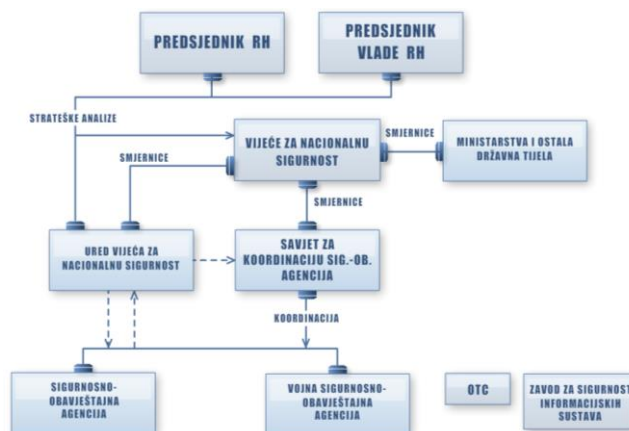 PREDSJEDNIK RH
PREDSJEDNIK
VLADE RH
STRATEŠKE ANALIZE
SMJERNICE
VIJEĆE ZA NACIONALNU
SIGURNOST
SMJERNICE
MINISTARSTVA I OSTALA
DRŽAVNA TIJELA
SMJERNICE
URED VIJEĆA ZA
NACIONALNU SIGURNOST
SAVJET ZA
KOORDINACIJU SIG.-OB.
AGENCIJA
KOORDINACIJA
SIGURNOSNO-
OBAVJEŠTAJNA
AGENCIJA
VOJNA SIGURNOSNO-
OBAVJEŠTAJNA
AGENCIJA
OTC
ZAVOD ZA SIGURNOST
INFORMACIJSKIH
SUSTAVA